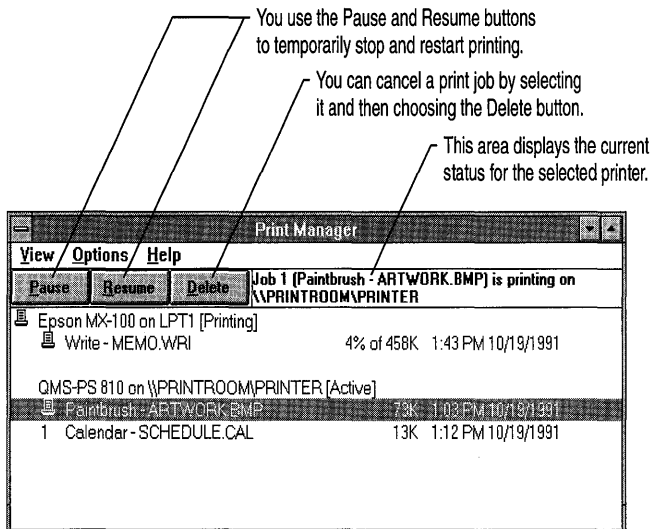 You use the Pause and Resume buttons
to temporarily stop and restart printing.
You can cancel a print job by selecting
it and then choosing the Delete button.
This area displays the current
status for the selected printer.
Print Manager
View Options Help
Pause Resume Delete
Job 1 (Paintbrush - ARTWORK.BMP) is printing on
\\PRINTROOM\PRINTER
Epson MX-100 on LPT1 [Printing]
Write - MEMO.WRI 4% of 458K 1:43 PM 10/19/1991
QMS-PS 810 on \\PRINTROOM\PRINTER [Active]
Paintbrush - ARTWORK.BMP 73K 1:03 PM 10/19/1991
1 Calendar - SCHEDULE.CAL 13K 1:12 PM 10/19/1991